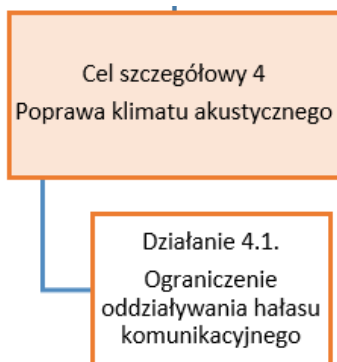 Cel szczegółowy 4
Poprawa klimatu akustycznego
Działanie 4.1.
Ograniczenie
oddziaływania hałasu
komunikacyjnego